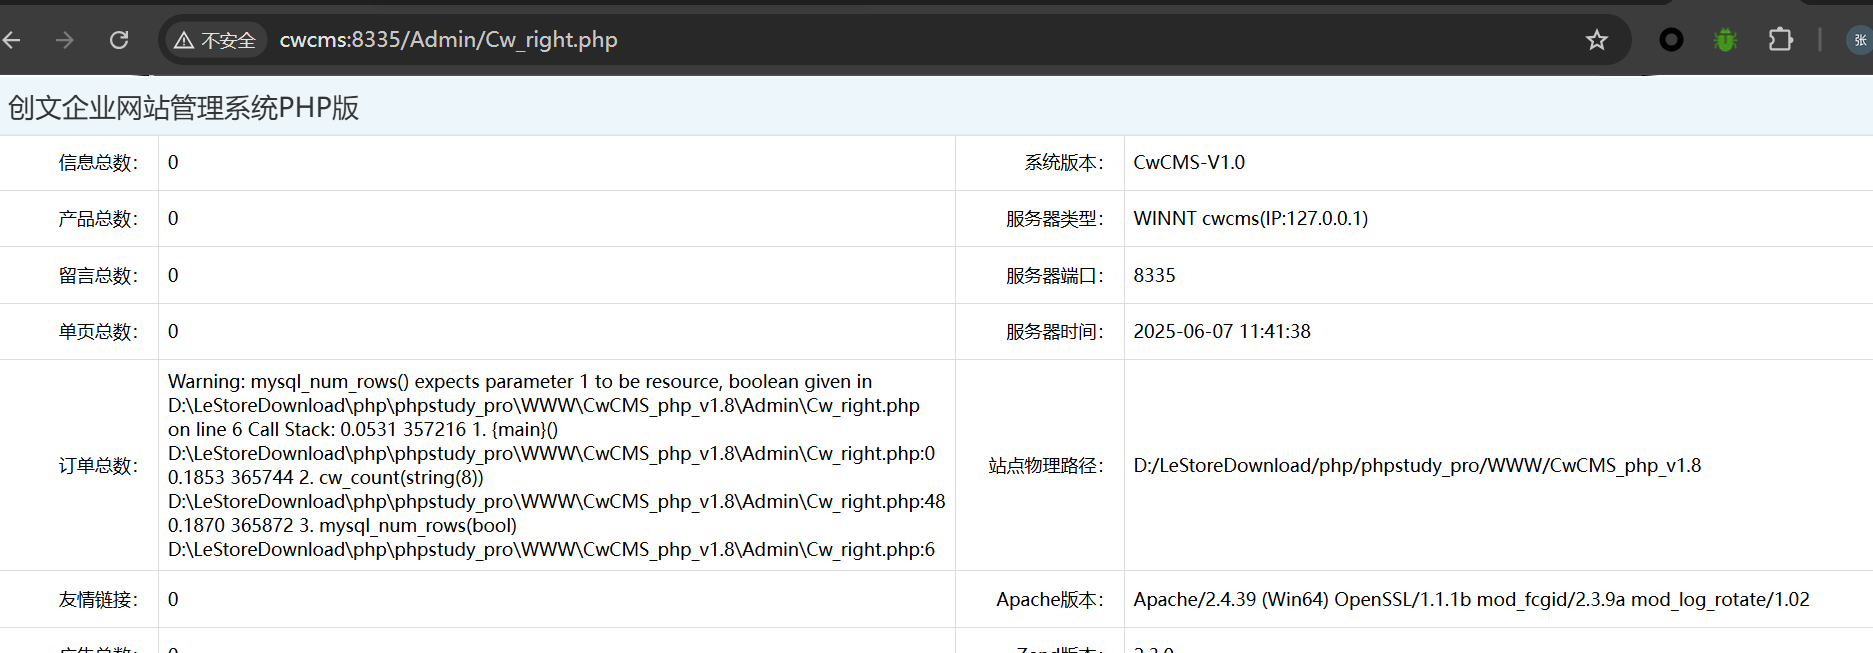 不安全 cwcms:8335/Admin/Cw_right.php 张
创文企业网站管理系统PHP版
信息总数: 0 系统版本: CwCMS-V1.0
产品总数: 0 服务器类型: WINNT cwcms(IP:127.0.0.1)
留言总数: 0 服务器端口: 8335
单页总数: 0 服务器时间: 2025-06-07 11:41:38
订单总数:
Warning: mysql_num_rows() expects parameter 1 to be resource, boolean given in
D:\LeStoreDownload\php\phpstudy_pro\WWW\CwCMS_php_v1.8\Admin\Cw_right.php
on line 6 Call Stack: 0.0531 357216 1. {main}()
D:\LeStoreDownload\php\phpstudy_pro\WWW\CwCMS_php_v1.8\Admin\Cw_right.php:0
0.1853 365744 2. cw_count(string(8))
D:\LeStoreDownload\php\phpstudy_pro\WWW\CwCMS_php_v1.8\Admin\Cw_right.php:48
0.1870 365872 3. mysql_num_rows(bool)
D:\LeStoreDownload\php\phpstudy_pro\WWW\CwCMS_php_v1.8\Admin\Cw_right.php:6
站点物理路径: D:/LeStoreDownload/php/phpstudy_pro/WWW/CwCMS_php_v1.8
友情链接: 0 Apache版本: Apache/2.4.39 (Win64) OpenSSL/1.1.1b mod_fcgid/2.3.9a mod_log_rotate/1.02